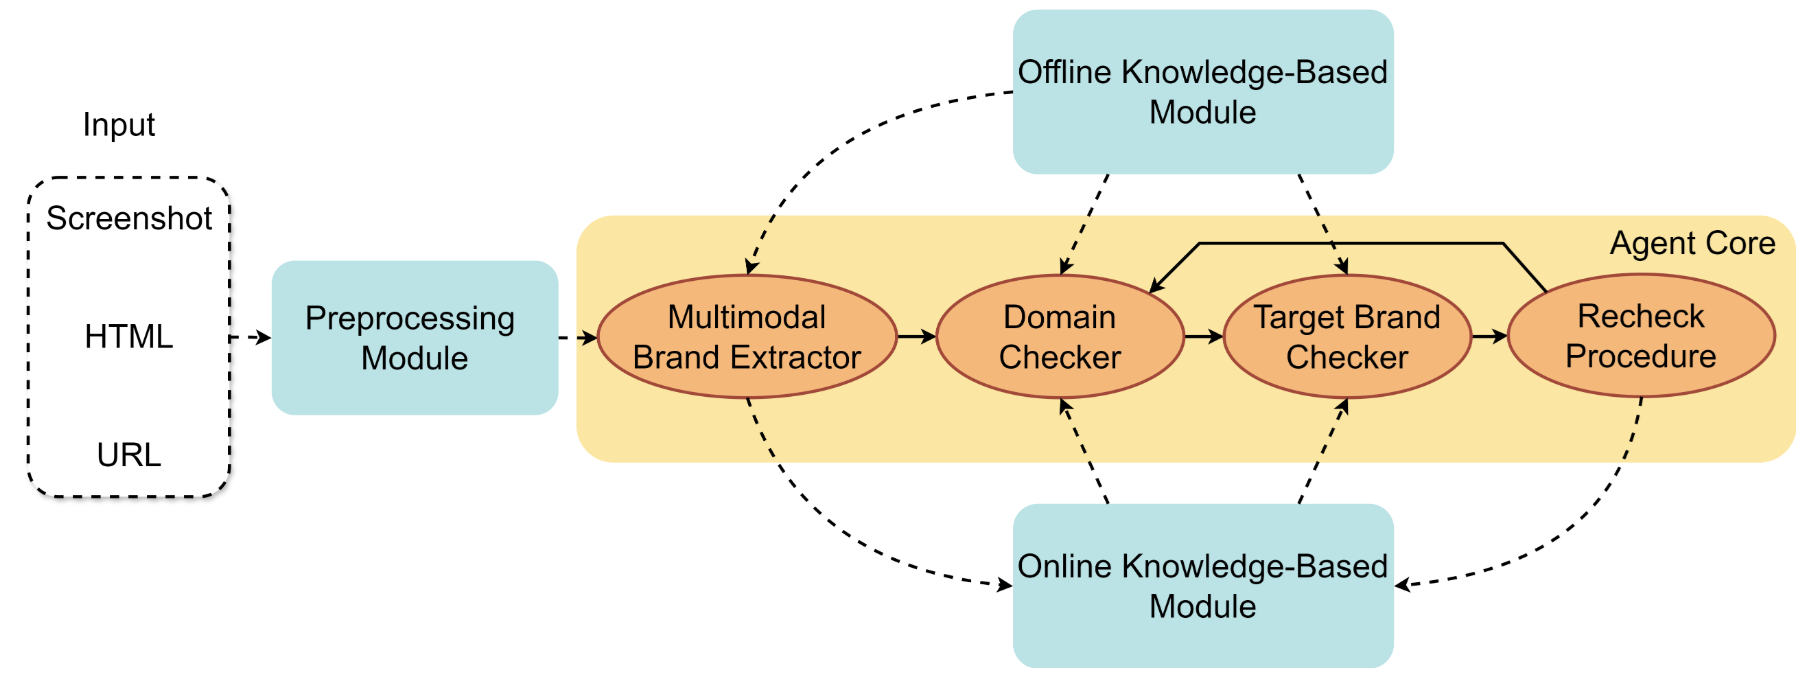 Input
Screenshot
HTML
URL
Preprocessing
Module
Offline Knowledge-Based
Module
Agent Core
Multimodal
Brand Extractor
Domain
Checker
Target Brand
Checker
Recheck
Procedure
Online Knowledge-Based
Module